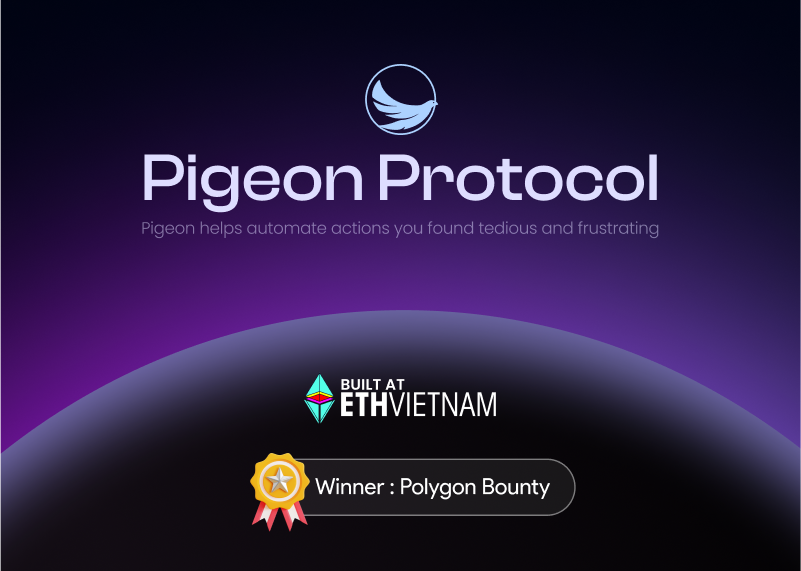 Pigeon Protocol
Pigeon helps automate actions you found tedious and frustrating
BUILT AT
ETHVIETNAM
Winner : Polygon Bounty